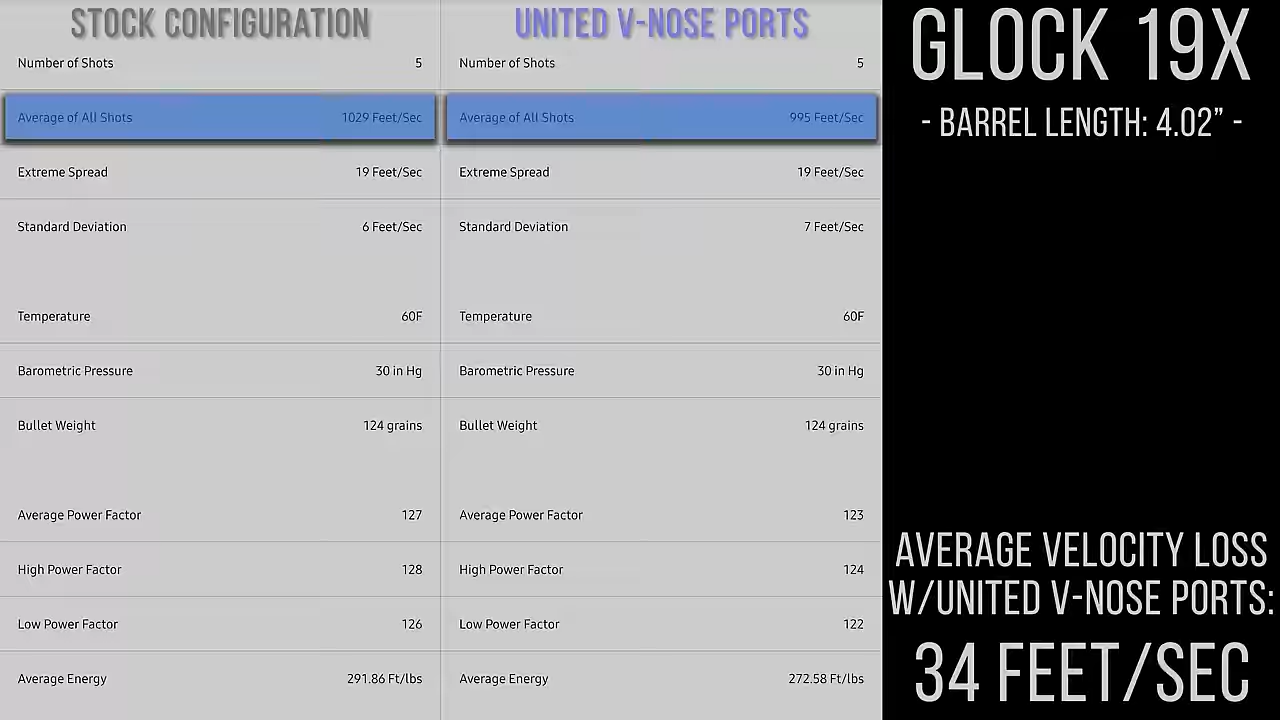 STOCK CONFIGURATION
Number of Shots 5
Average of All Shots 1029 Feet/Sec
Extreme Spread 19 Feet/Sec
Standard Deviation 6 Feet/Sec
Temperature 60F
Barometric Pressure 30 in Hg
Bullet Weight 124 grains
Average Power Factor 127
High Power Factor 128
Low Power Factor 126
Average Energy 291.86 Ft/lbs
UNITED V-NOSE PORTS
Number of Shots 5
Average of All Shots 995 Feet/Sec
Extreme Spread 19 Feet/Sec
Standard Deviation 7 Feet/Sec
Temperature 60F
Barometric Pressure 30 in Hg
Bullet Weight 124 grains
Average Power Factor 123
High Power Factor 124
Low Power Factor 122
Average Energy 272.58 Ft/lbs
GLOCK 19X
- BARREL LENGTH: 4.02” -
AVERAGE VELOCITY LOSS
W/UNITED V-NOSE PORTS:
34 FEET/SEC